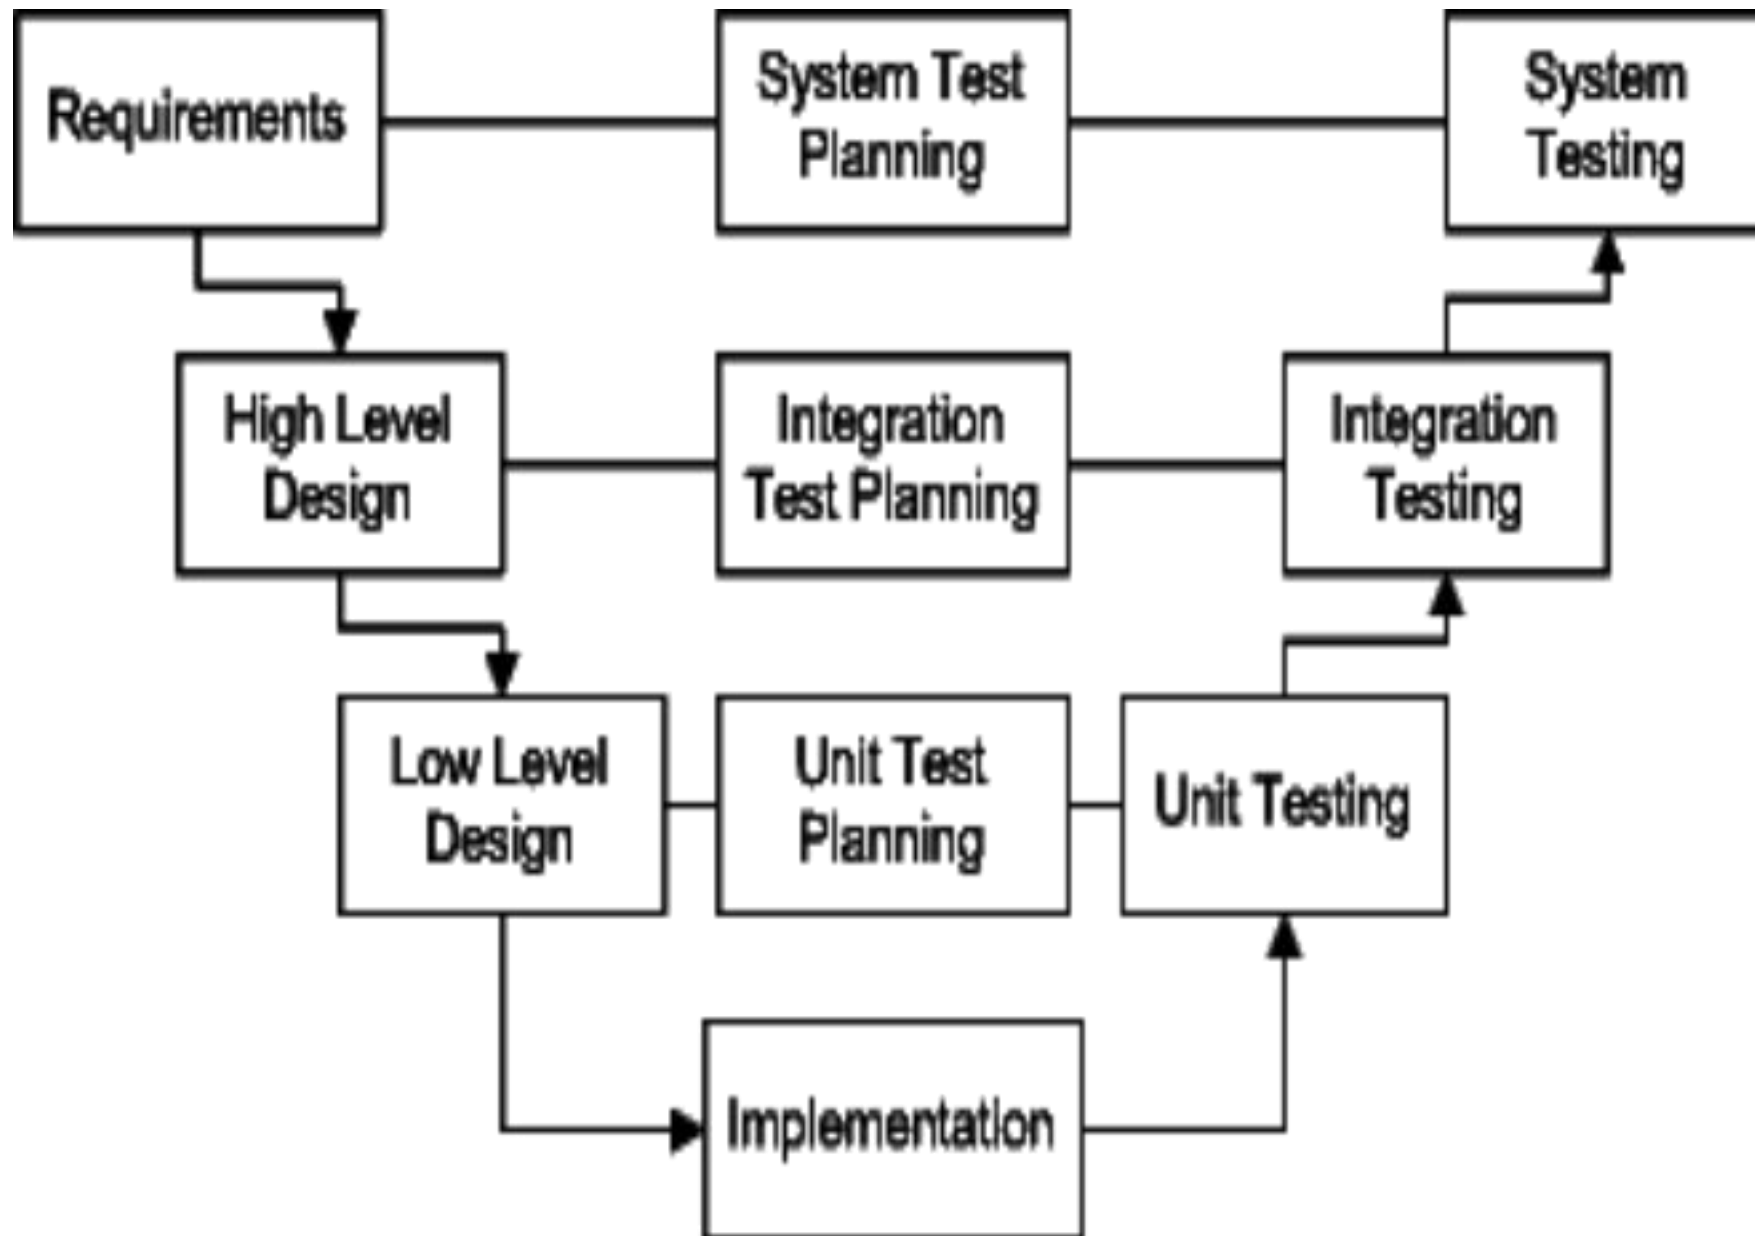 Requirements
System Test
Planning
System
Testing
High Level
Design
Integration
Test Planning
Integration
Testing
Low Level
Design
Unit Test
Planning
Unit Testing
Implementation